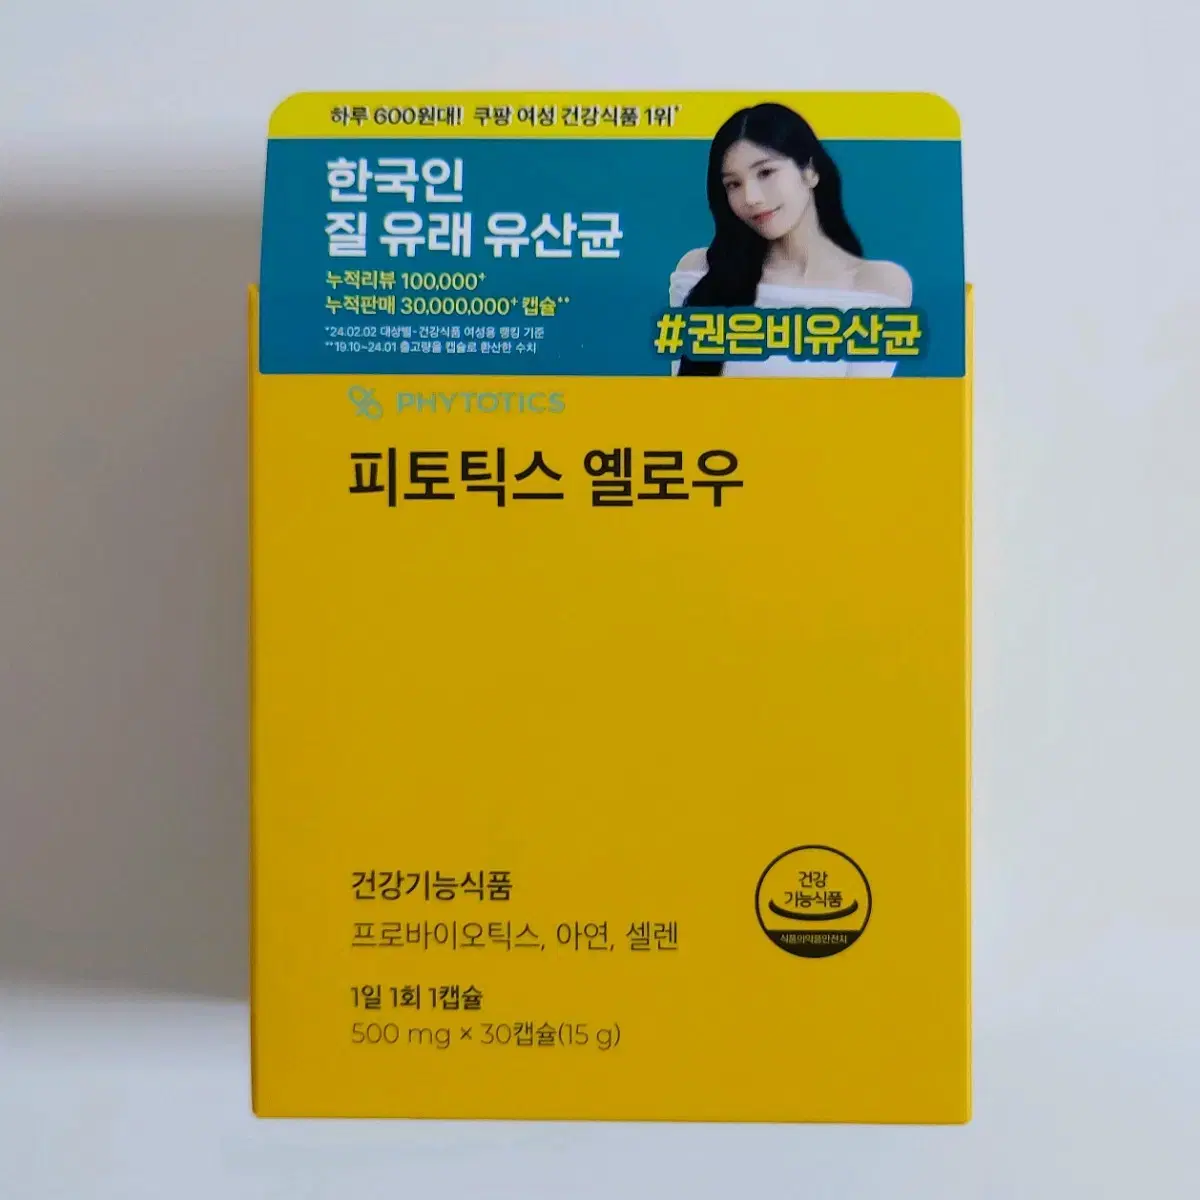 하루 600원대! 쿠팡 여성 건강식품 1위*
한국인
질 유래 유산균
누적리뷰 100,000+
누적판매 30,000,000+ 캡슐**
*24.02.02 대상웰-건강식품 여성용 랭킹 기준
**19.10~24.01 출고량을 캡슐로 환산한 수치
#권은비유산균
PHYTOTICS
피토틱스 옐로우
건강기능식품
프로바이오틱스, 아연, 셀렌
건강
기능식품
식품의약품안전처
1일 1회 1캡슐
500 mg × 30캡슐(15 g)